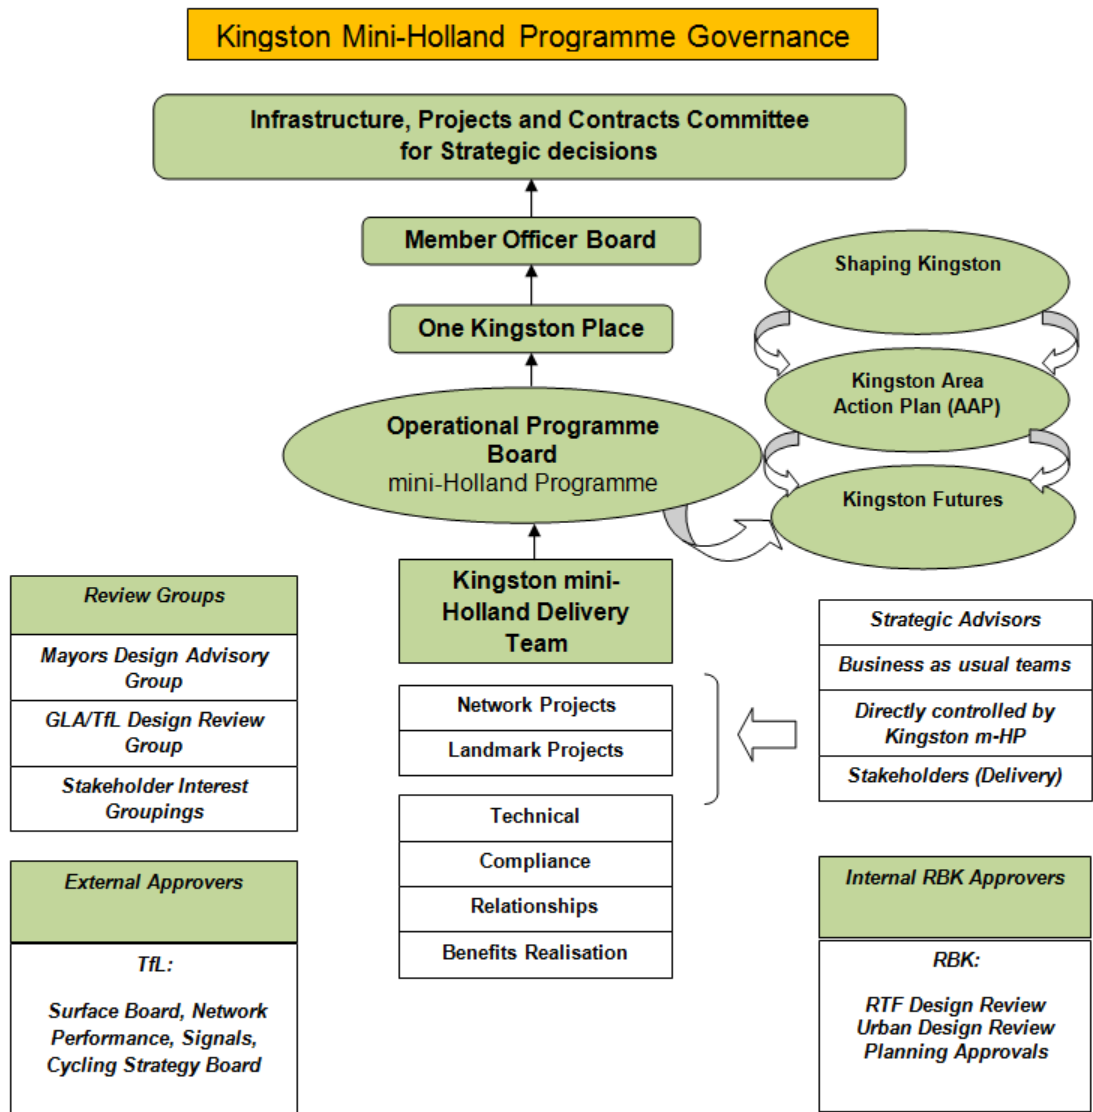 Kingston Mini-Holland Programme Governance
Infrastructure, Projects and Contracts Committee
for Strategic decisions
Member Officer Board
One Kingston Place
Operational Programme
Board
mini-Holland Programme
Shaping Kingston
Kingston Area
Action Plan (AAP)
Kingston Futures
Kingston mini-
Holland Delivery
Team
Network Projects
Landmark Projects
Technical
Compliance
Relationships
Benefits Realisation
Review Groups
Mayors Design Advisory
Group
GLA/TfL Design Review
Group
Stakeholder Interest
Groupings
External Approvers
TfL:
Surface Board, Network
Performance, Signals,
Cycling Strategy Board
Strategic Advisors
Business as usual teams
Directly controlled by
Kingston m-HP
Stakeholders (Delivery)
Internal RBK Approvers
RBK:
RTF Design Review
Urban Design Review
Planning Approvals